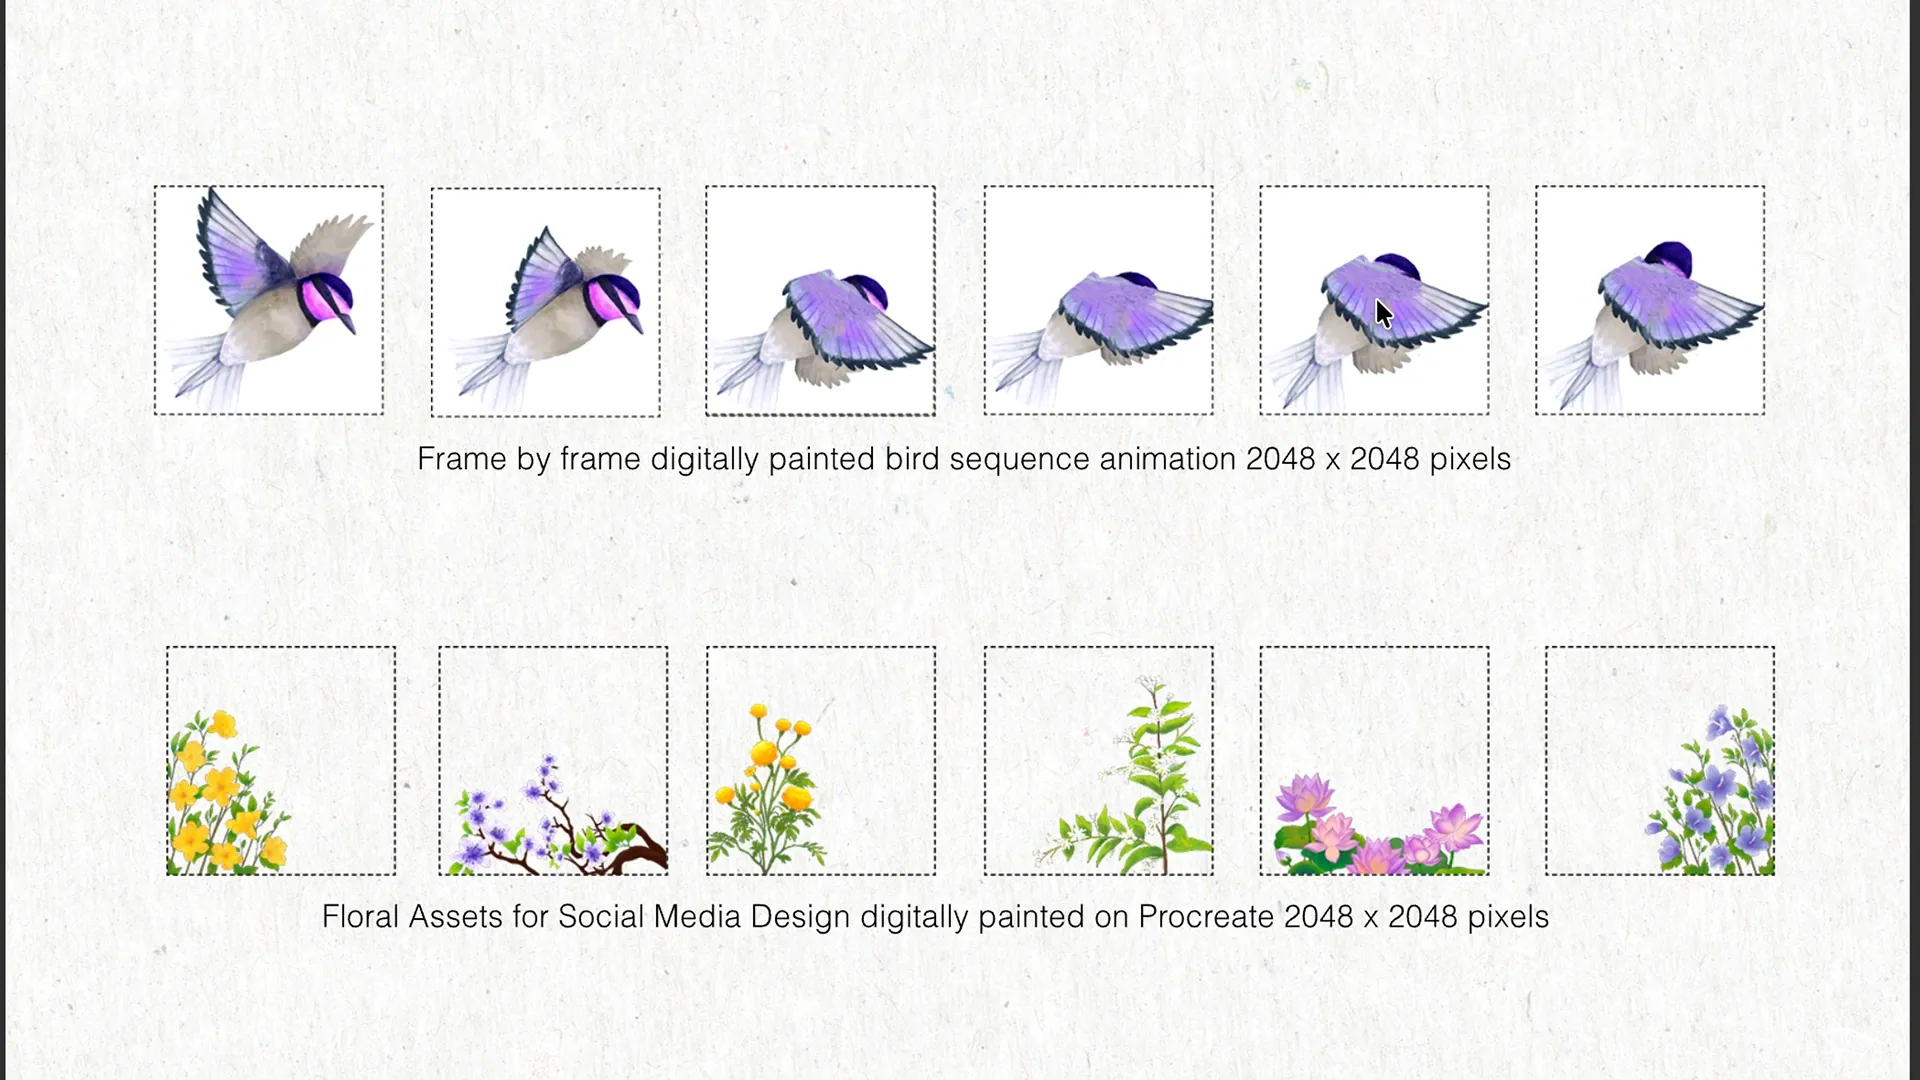 Frame by frame digitally painted bird sequence animation 2048 x 2048 pixels
Floral Assets for Social Media Design digitally painted on Procreate 2048 x 2048 pixels